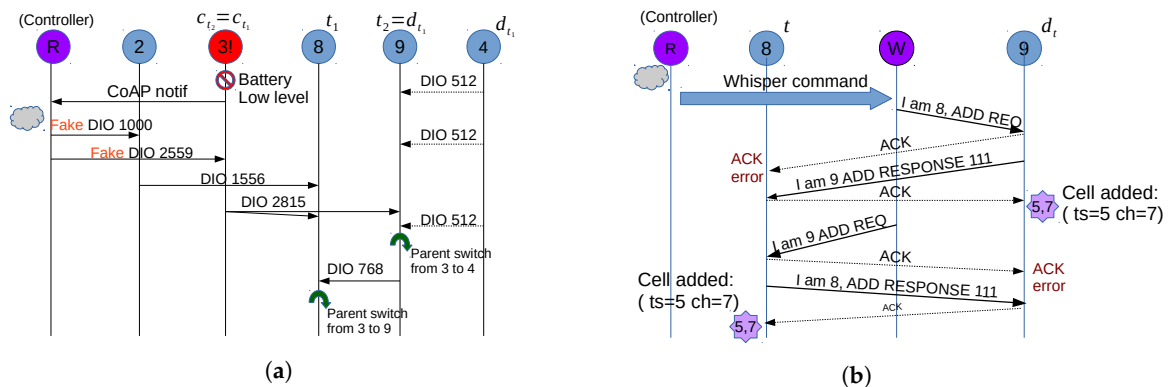 (Controller)
c_{t_2} = c_{t_1}
t_1
t_2 = d_{t_1}
d_{t_1}
R
2
3!
8
9
4
Battery
Low level
DIO 512
CoAP notif
Fake DIO 1000
DIO 512
Fake DIO 2559
DIO 1556
DIO 2815
DIO 512
Parent switch
from 3 to 4
DIO 768
Parent switch
from 3 to 9
(a)
(Controller)
t
d_t
R
8
W
9
Whisper command
I am 8, ADD REQ
ACK
ACK
error
I am 9 ADD RESPONSE 111
ACK
Cell added:
( ts=5 ch=7)
5,7
I am 9 ADD REQ
ACK
ACK
error
Cell added:
( ts=5 ch=7)
I am 8, ADD RESPONSE 111
ACK
5,7
(b)